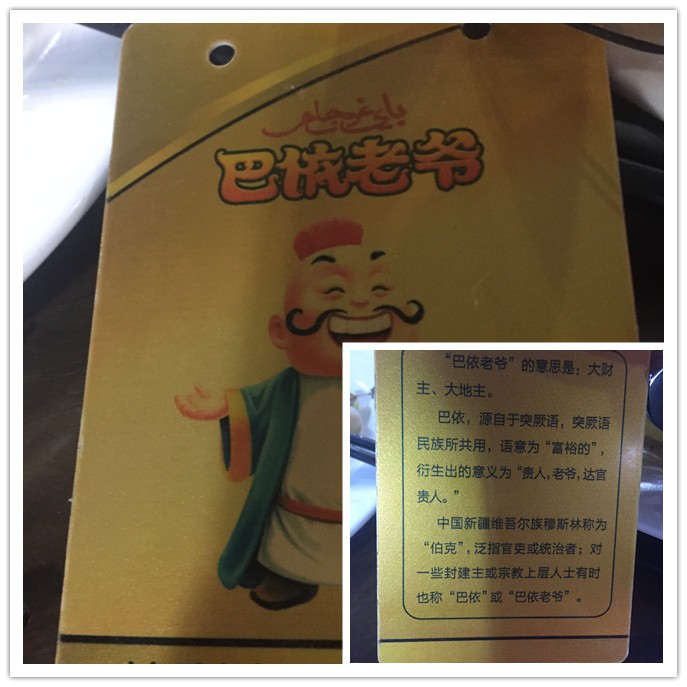 باي غوجام
巴依老爷
“巴依老爷”的意思是：大财
主、大地主。
巴依，源自于突厥语，突厥语
民族所共用，语意为“富裕的”，
衍生出的意义为“贵人，老爷，达官
贵人。”
中国新疆维吾尔族穆斯林称为
“伯克”，泛指官吏或统治者；对
一些封建主或宗教上层人士有时
也称“巴依”或“巴依老爷”。